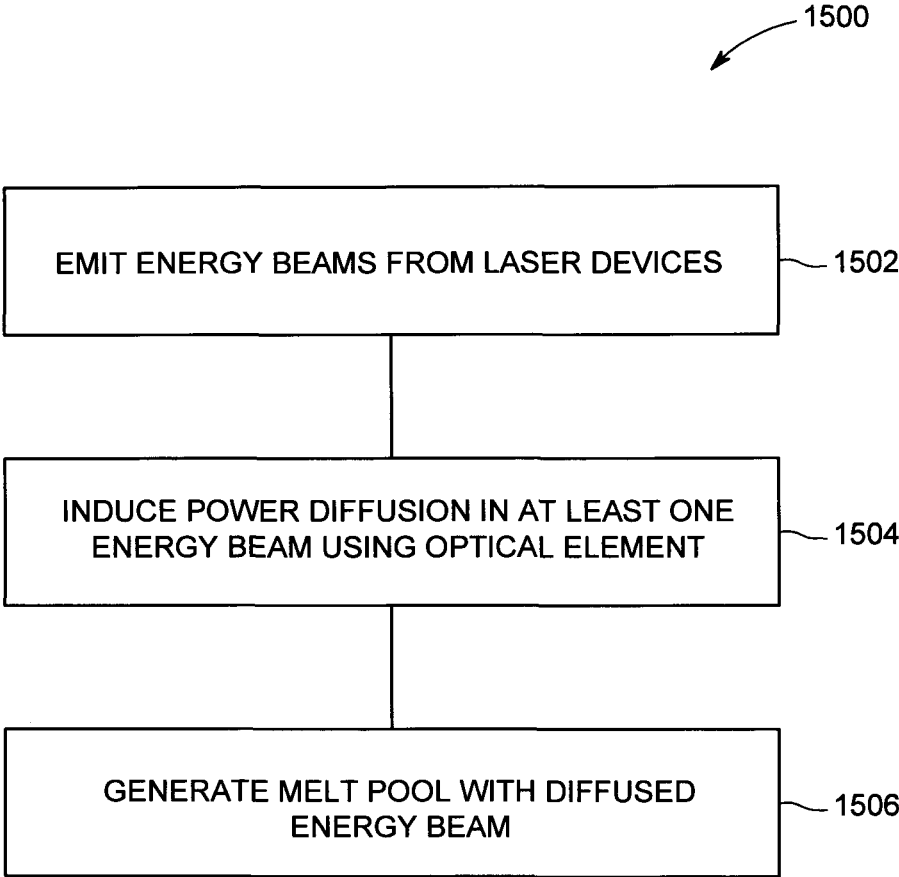 1500
EMIT ENERGY BEAMS FROM LASER DEVICES
1502
INDUCE POWER DIFFUSION IN AT LEAST ONE
ENERGY BEAM USING OPTICAL ELEMENT
1504
GENERATE MELT POOL WITH DIFFUSED
ENERGY BEAM
1506